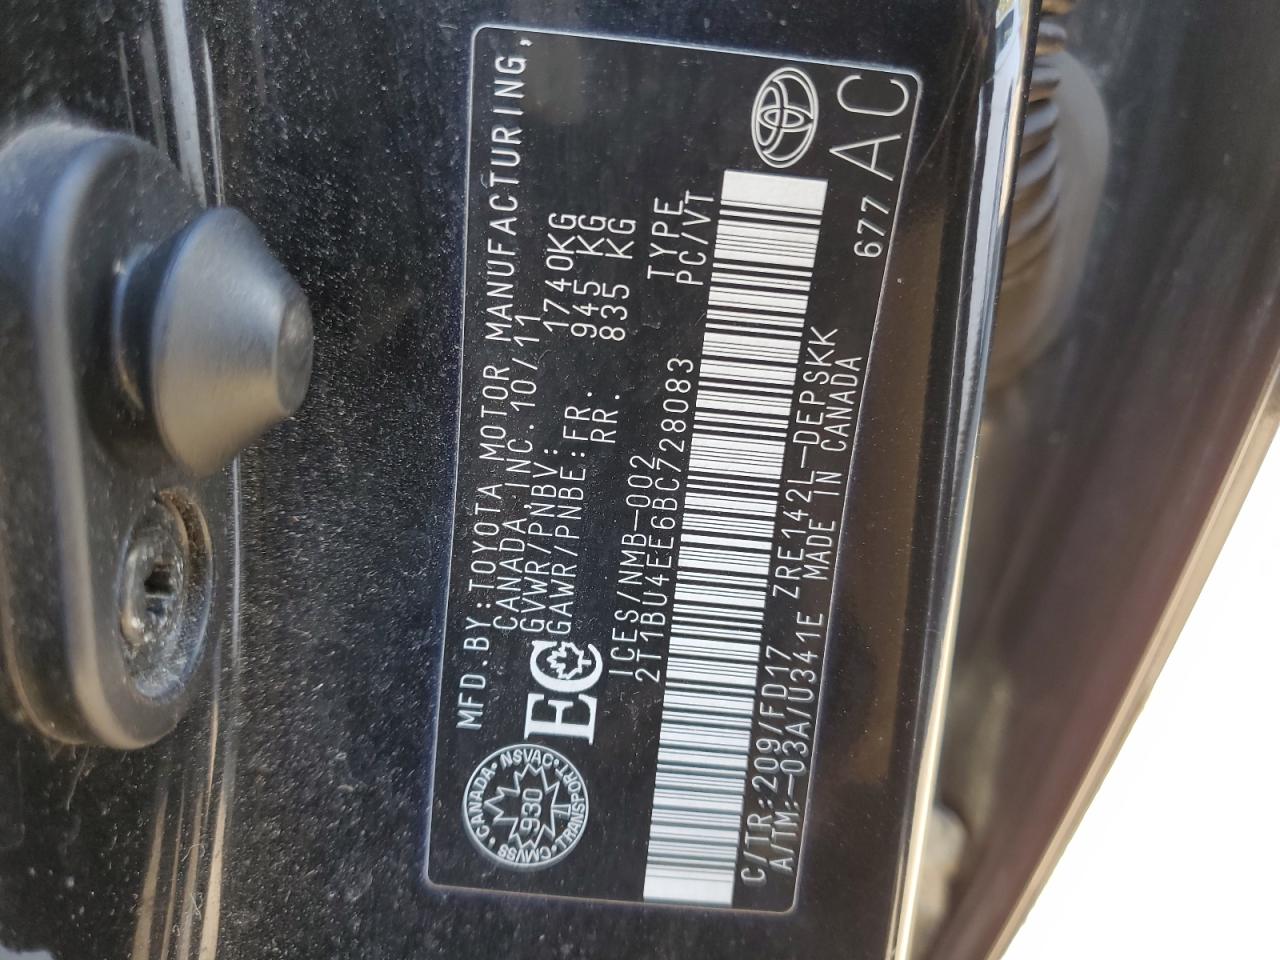 MFD.BY:TOYOTA MOTOR MANUFACTURING,
CANADA,INC.10/11
GVWR/PNBV: 1740KG
GAWR/PNBE:FR. 945 KG
RR. 835 KG
CANADA NSVAC TRANSPORT CMVSS
930
EC
ICES/NMB-002 TYPE
2T1BU4EE6BC728083 PC/VT
C/TR:209/FD17 ZRE142L-DEPSKK
A/TM:-03A/U341E MADE IN CANADA
677 AC